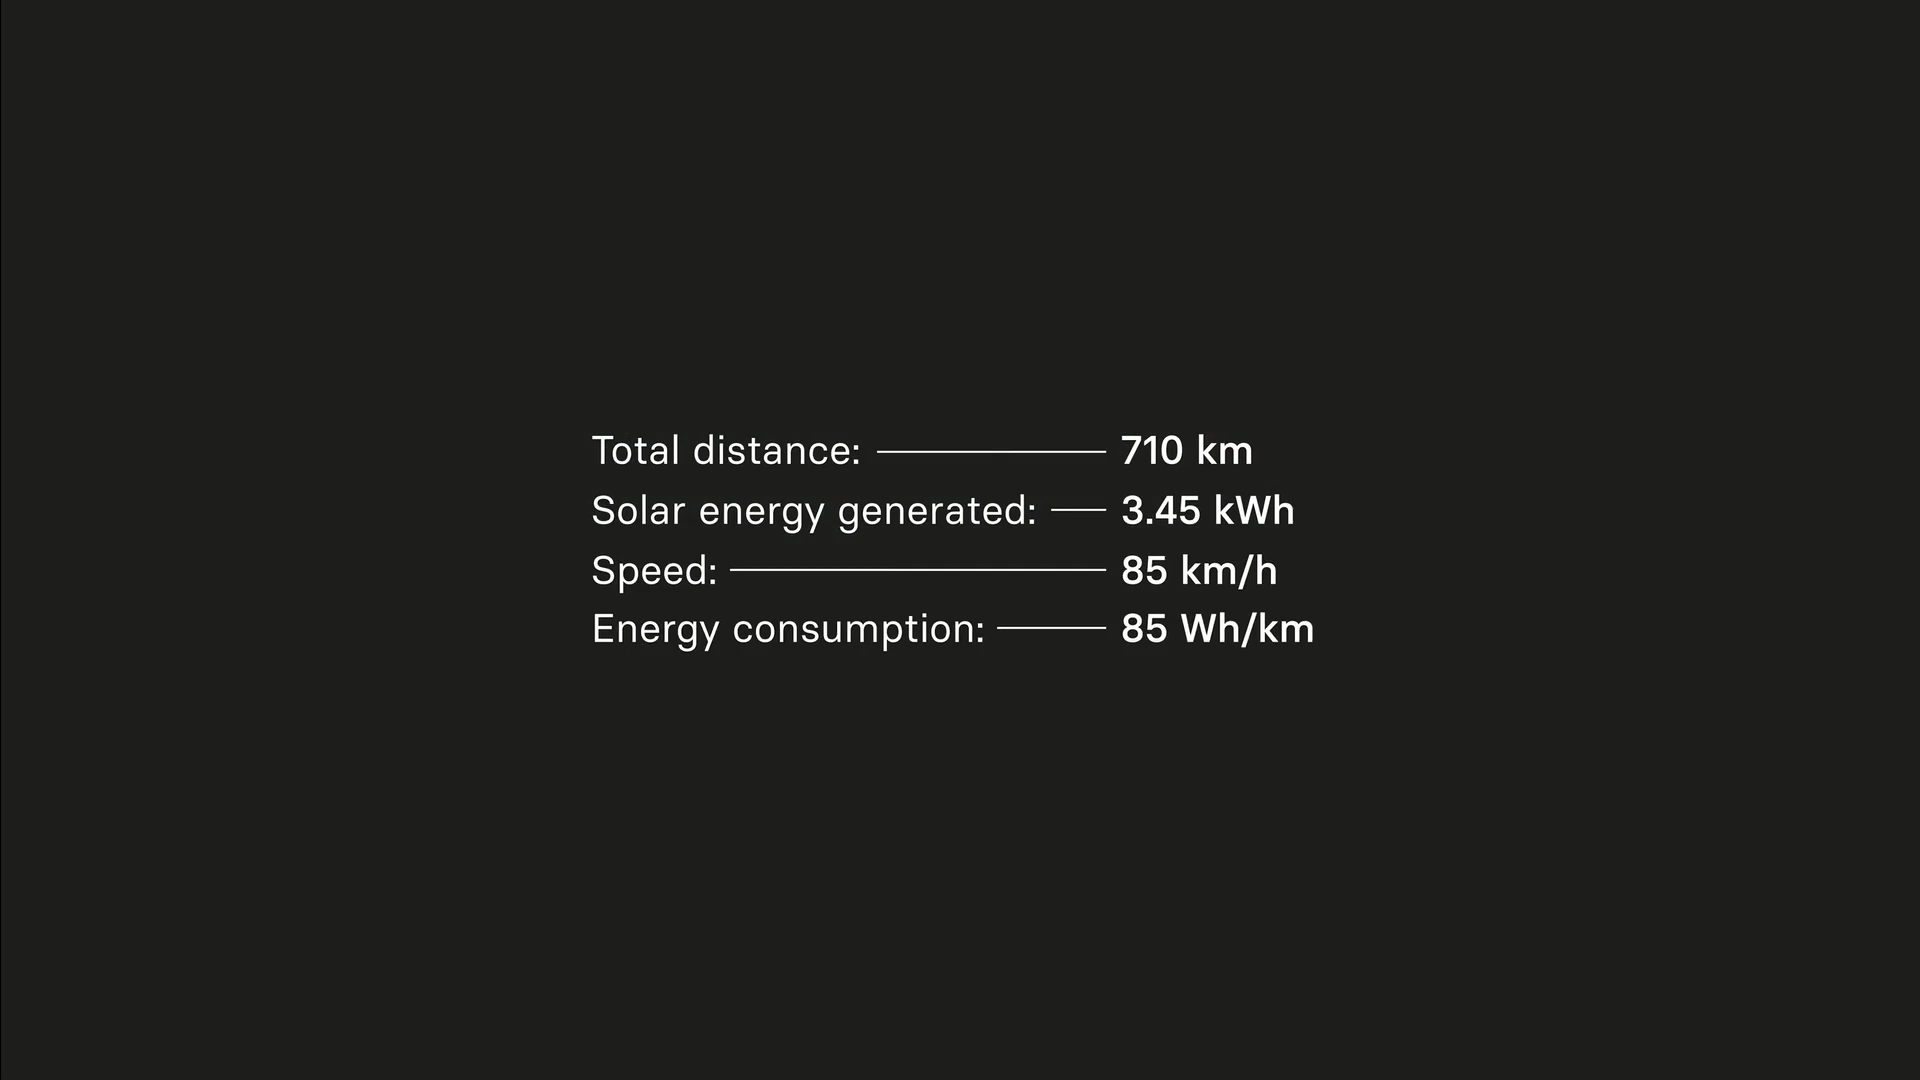 Total distance: 710 km
Solar energy generated: 3.45 kWh
Speed: 85 km/h
Energy consumption: 85 Wh/km